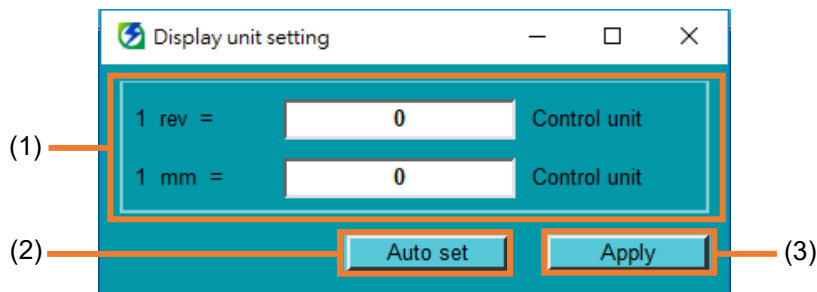 Display unit setting
1 rev = 0 Control unit
(1)
1 mm = 0 Control unit
(2) Auto set Apply (3)